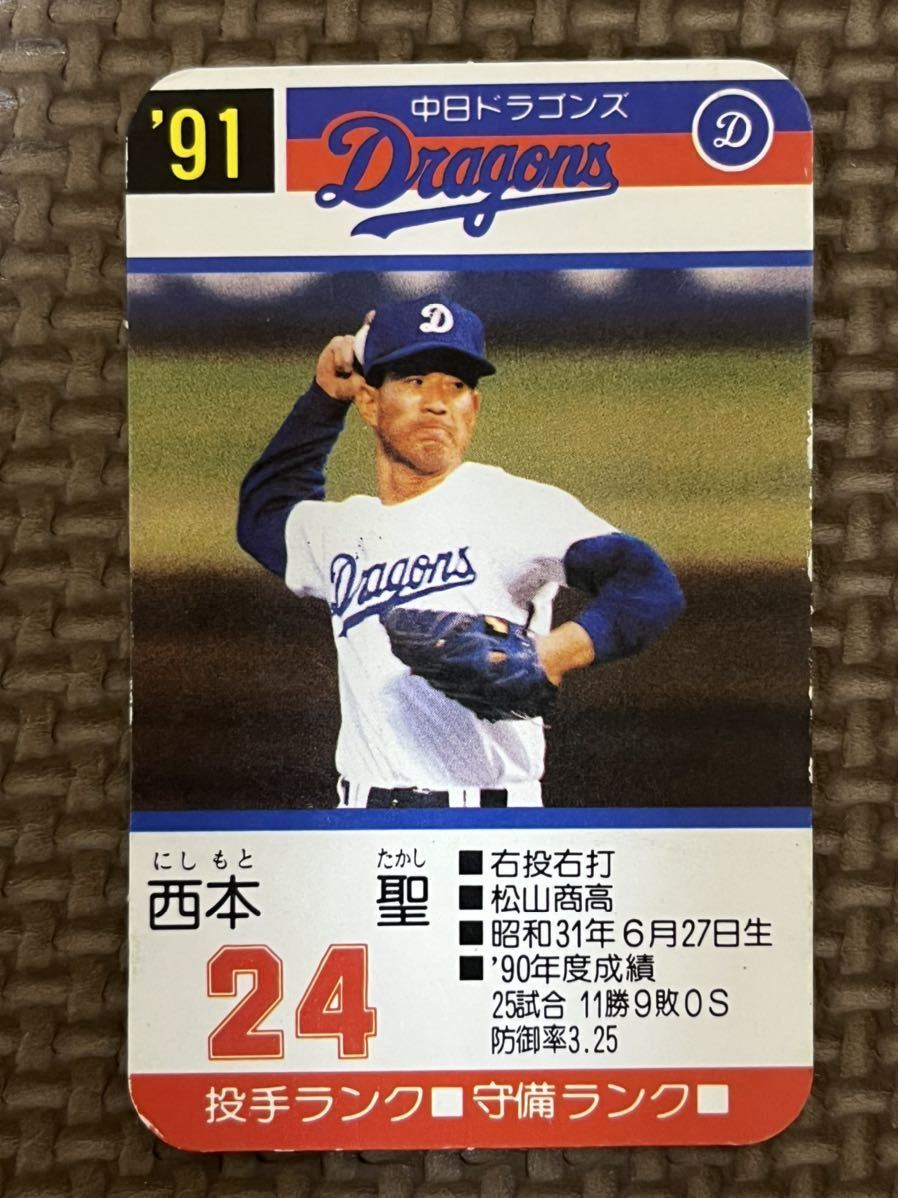 '91
中日ドラゴンズ
Dragons
D
D
Dragons
にし もと たかし
西本 聖
24
■右投右打
■松山商高
■昭和31年6月27日生
■'90年度成績
25試合 11勝9敗0S
防御率3.25
投手ランク□ 守備ランク□